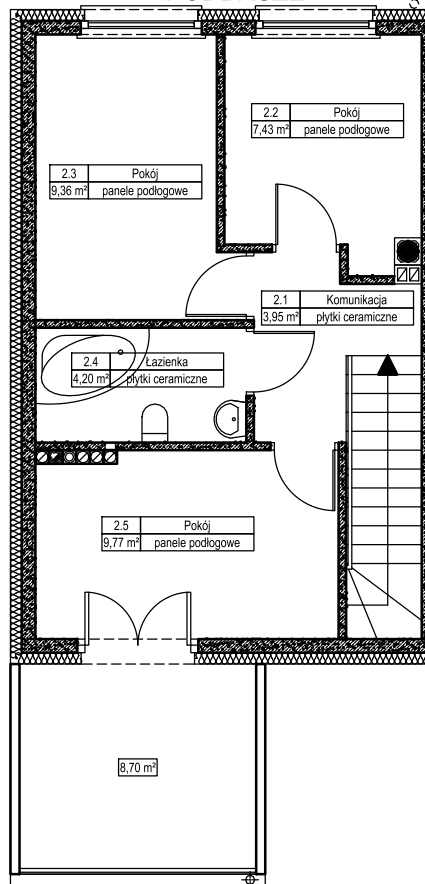 2.2 Pokój
7,43 m² panele podłogowe
2.3 Pokój
9,36 m² panele podłogowe
2.1 Komunikacja
3,95 m² płytki ceramiczne
2.4 Łazienka
4,20 m² płytki ceramiczne
2.5 Pokój
9,77 m² panele podłogowe
8,70 m²